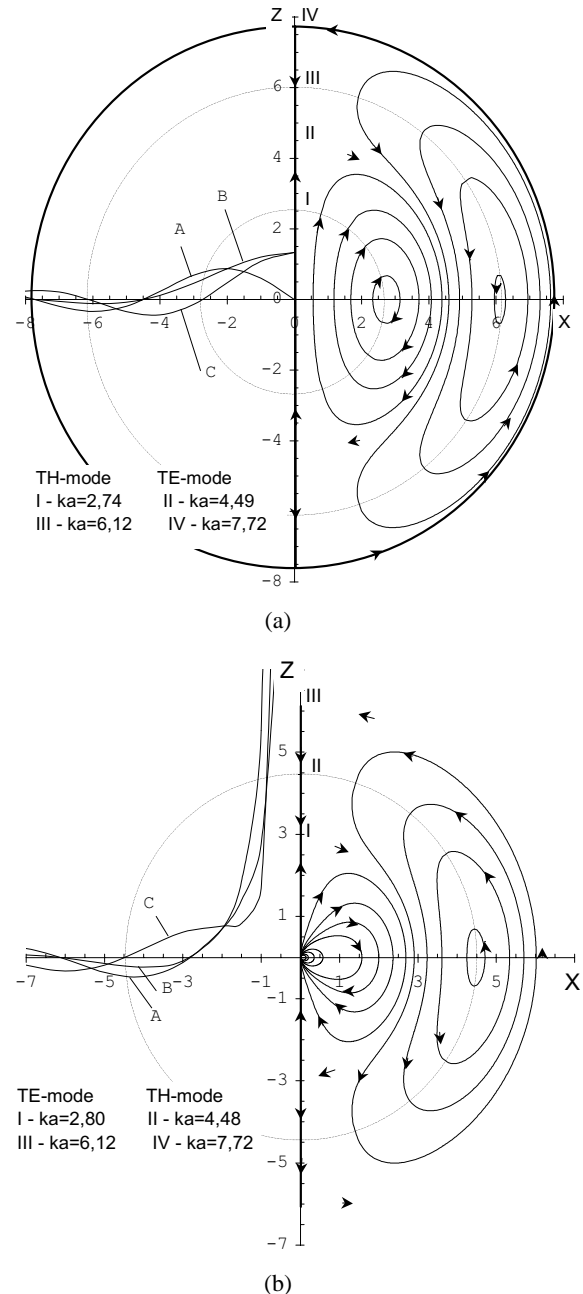 Z IV
III
II
I
6
4
2
0
-2
-4
-8
B
A
C
-8 -6 -4 -2 0 2 4 6 X
TH-mode TE-mode
I - ka=2,74 II - ka=4,49
III - ka=6,12 IV - ka=7,72
(a)
Z
III
II
I
5
3
1
-1
-3
-5
-7
C
B
A
-7 -5 -3 -1 1 3 5 X
TE-mode TH-mode
I - ka=2,80 II - ka=4,48
III - ka=6,12 IV - ka=7,72
(b)